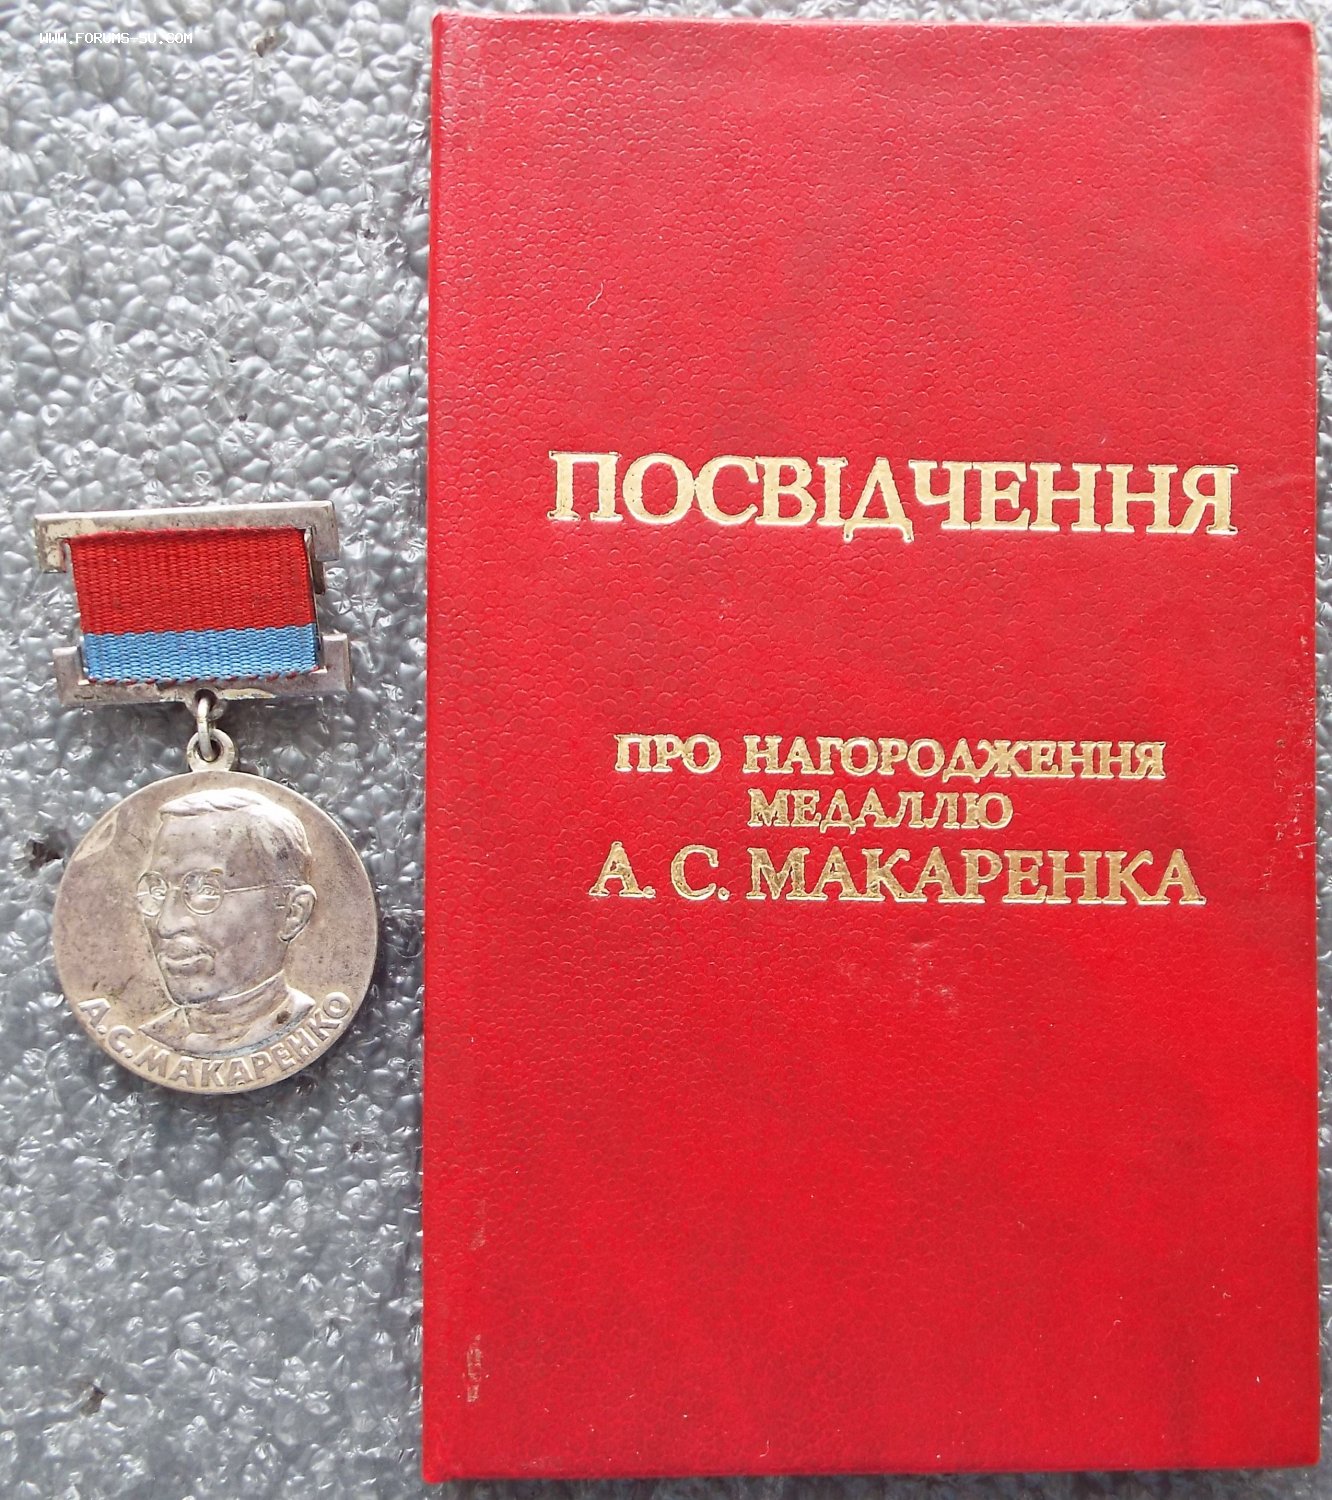 WWW.FORUMS-SU.COM
ПОСВІДЧЕННЯ
ПРО НАГОРОДЖЕННЯ
МЕДАЛЛЮ
А. С. МАКАРЕНКА
А.С. МАКАРЕНКО